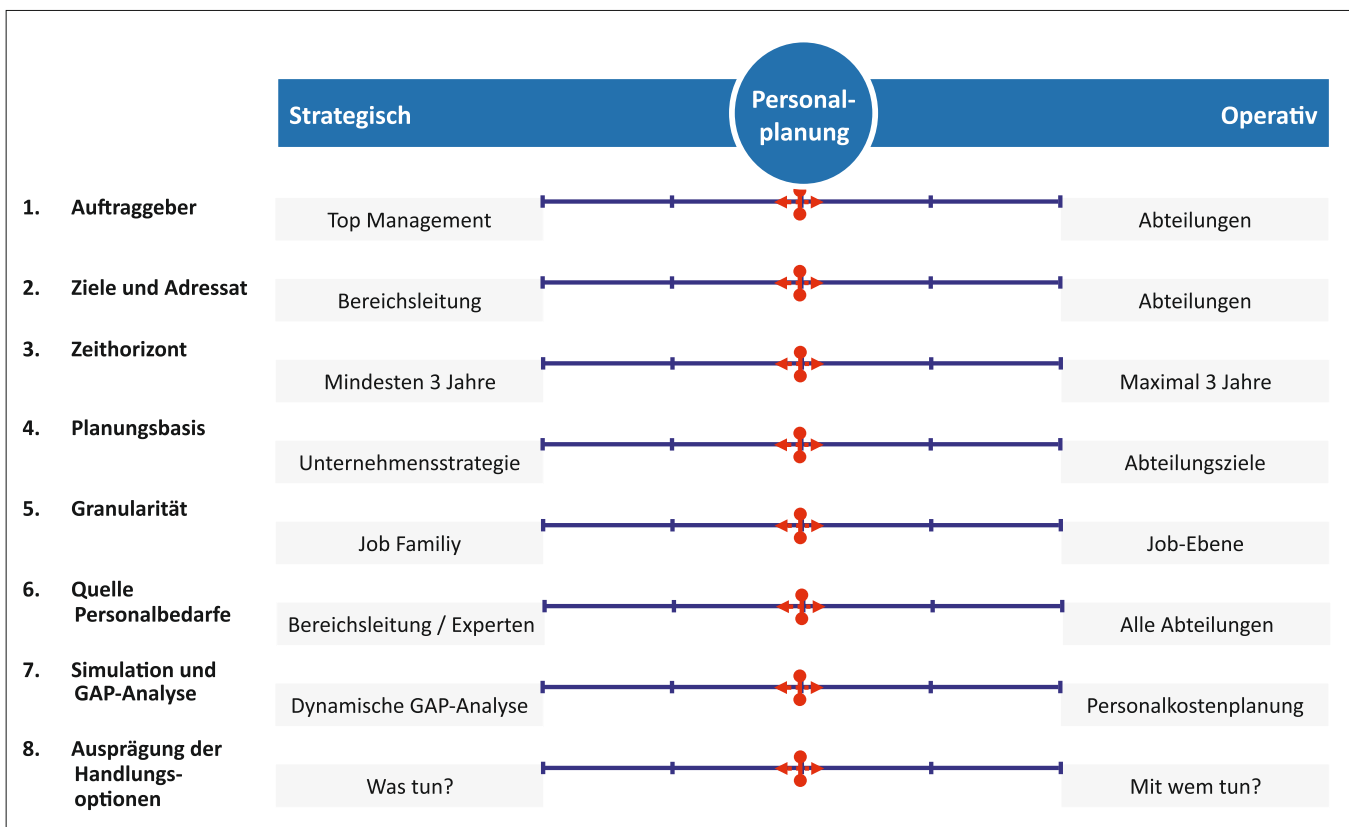 Strategisch
Personal-
planung
Operativ
1. Auftraggeber
Top Management
Abteilungen
2. Ziele und Adressat
Bereichsleitung
Abteilungen
3. Zeithorizont
Mindesten 3 Jahre
Maximal 3 Jahre
4. Planungsbasis
Unternehmensstrategie
Abteilungsziele
5. Granularität
Job Familiy
Job-Ebene
6. Quelle
Personalbedarfe
Bereichsleitung / Experten
Alle Abteilungen
7. Simulation und
GAP-Analyse
Dynamische GAP-Analyse
Personalkostenplanung
8. Ausprägung der
Handlungs-
optionen
Was tun?
Mit wem tun?